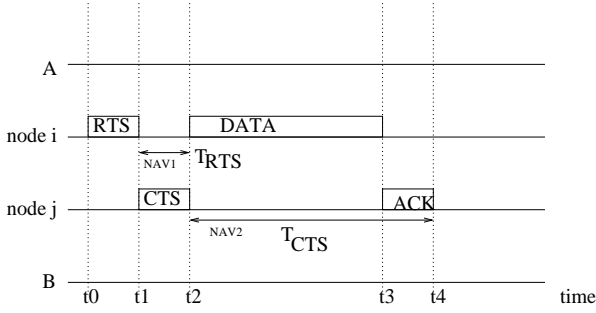 A
node i
RTS
DATA
NAV1
TRTS
node j
CTS
ACK
NAV2
TCTS
B
t0 t1 t2 t3 t4 time